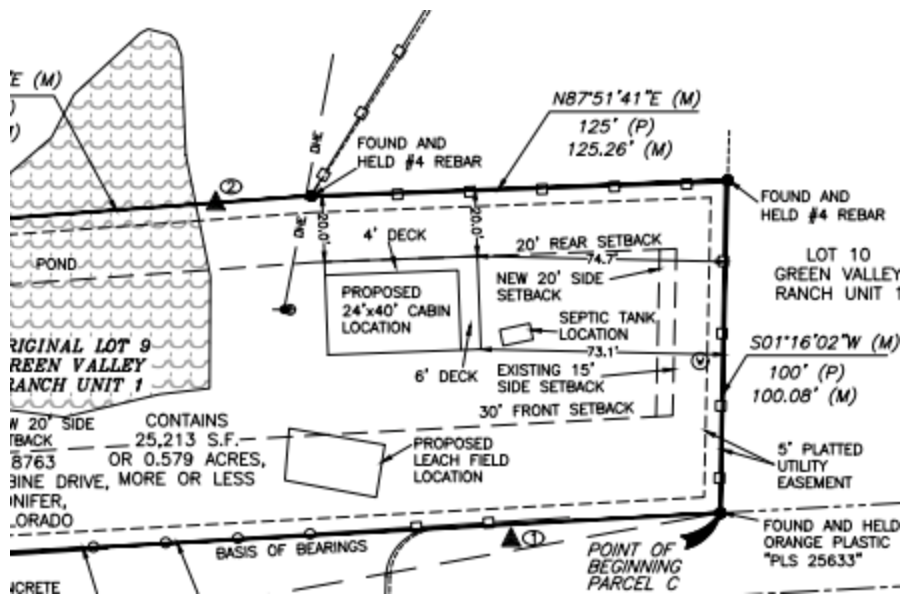 'E (M)
N87°51'41"E (M)
125' (P)
125.26' (M)
②
OHE
FOUND AND
HELD #4 REBAR
FOUND AND
HELD #4 REBAR
20.0'
20.0'
OHE
4' DECK
20' REAR SETBACK
74.7'
LOT 10
GREEN VALLEY
RANCH UNIT 1
POND
NEW 20' SIDE
SETBACK
PROPOSED
24'x40' CABIN
LOCATION
SEPTIC TANK
LOCATION
RIGINAL LOT 9
REEN VALLEY
RANCH UNIT 1
73.1'
S01°16'02"W (M)
100' (P)
100.08' (M)
6' DECK
EXISTING 15'
SIDE SETBACK
30' FRONT SETBACK
W 20' SIDE
TBACK
CONTAINS
25,213 S.F.
OR 0.579 ACRES,
MORE OR LESS
8763
BINE DRIVE,
NIFER,
LORADO
PROPOSED
LEACH FIELD
LOCATION
5' PLATTED
UTILITY
EASEMENT
BASIS OF BEARINGS
①
POINT OF
BEGINNING
PARCEL C
FOUND AND HELD
ORANGE PLASTIC
"PLS 25633"
NCRETE